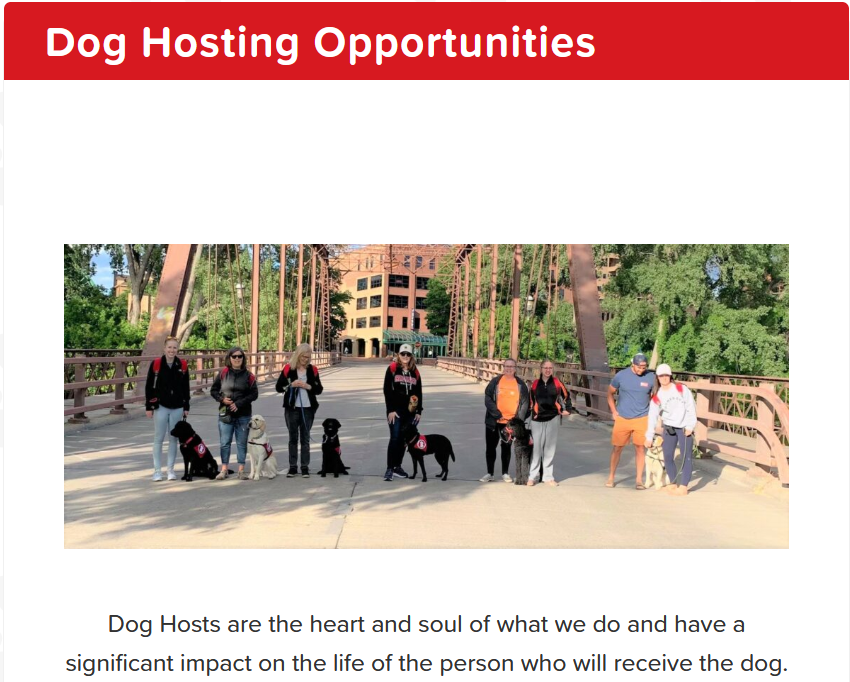 Dog Hosting Opportunities
Dog Hosts are the heart and soul of what we do and have a
significant impact on the life of the person who will receive the dog.